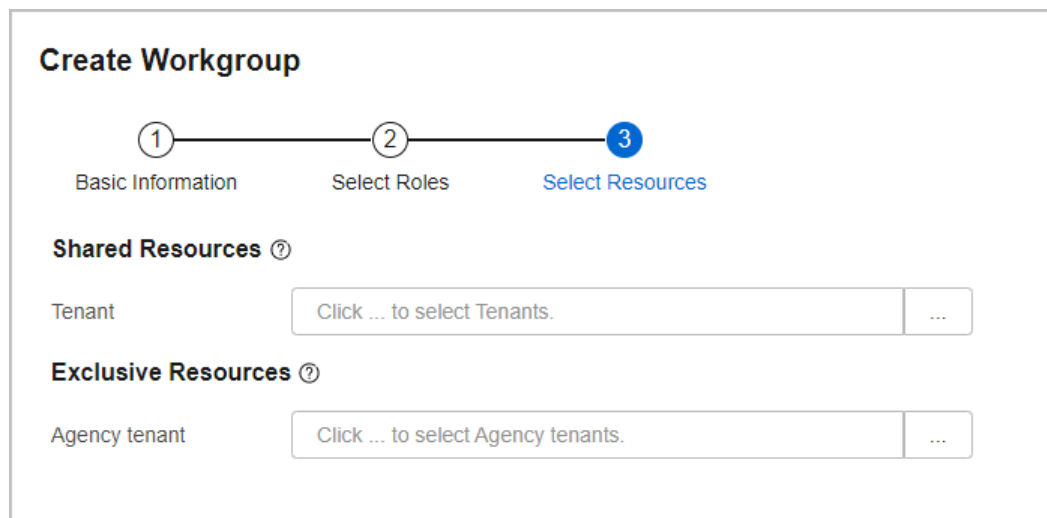 Create Workgroup
1 2 3
Basic Information Select Roles Select Resources
Shared Resources ?
Tenant Click ... to select Tenants. ...
Exclusive Resources ?
Agency tenant Click ... to select Agency tenants. ...